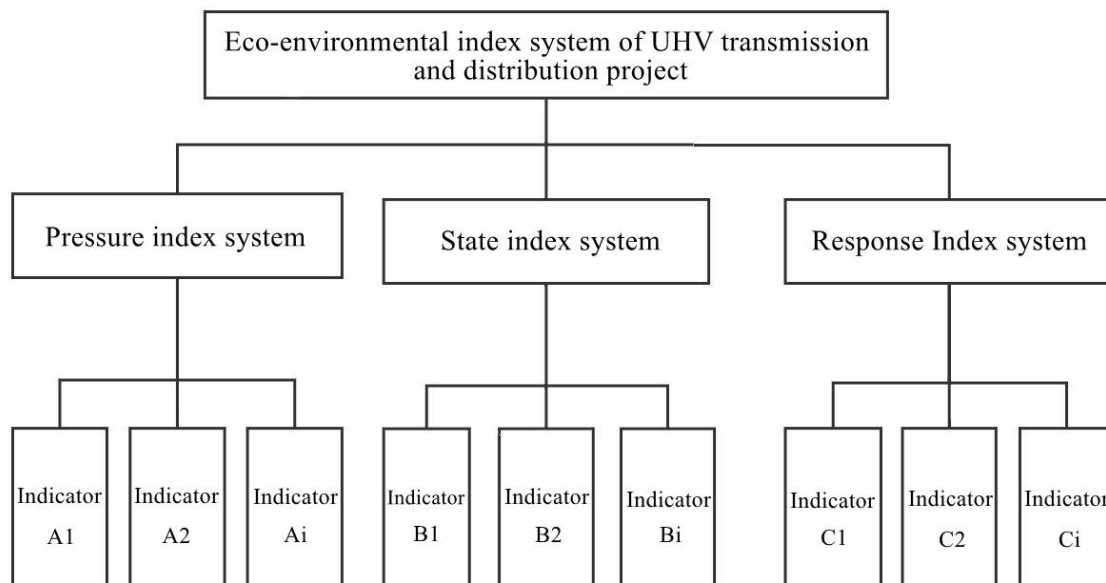 Eco-environmental index system of UHV transmission
and distribution project
Pressure index system
State index system
Response Index system
Indicator
A1
Indicator
A2
Indicator
Ai
Indicator
B1
Indicator
B2
Indicator
Bi
Indicator
C1
Indicator
C2
Indicator
Ci